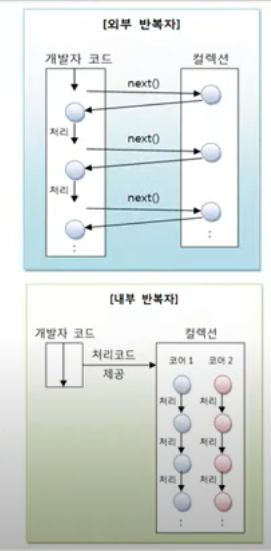 [외부 반복자]
개발자 코드
컬렉션
next()
처리
next()
처리
next()
:
:
[내부 반복자]
개발자 코드
컬렉션
처리코드
제공
코어 1
코어 2
처리
처리
처리
처리
처리
처리
:
: